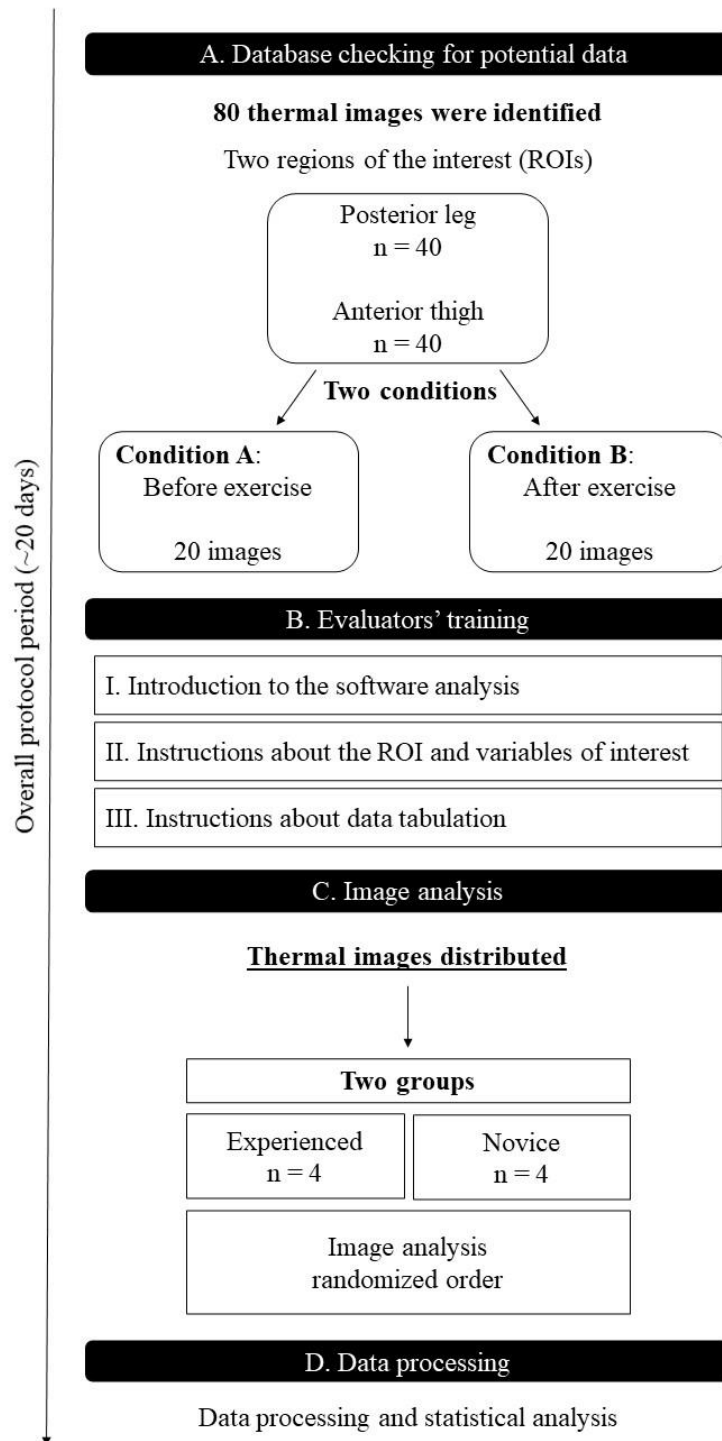 A. Database checking for potential data
80 thermal images were identified
Two regions of the interest (ROIs)
Posterior leg
n = 40
Anterior thigh
n = 40
Two conditions
Condition A:
Before exercise
20 images
Condition B:
After exercise
20 images
B. Evaluators’ training
I. Introduction to the software analysis
II. Instructions about the ROI and variables of interest
III. Instructions about data tabulation
C. Image analysis
Thermal images distributed
Two groups
Experienced
n = 4
Novice
n = 4
Image analysis
randomized order
D. Data processing
Data processing and statistical analysis
Overall protocol period (~20 days)